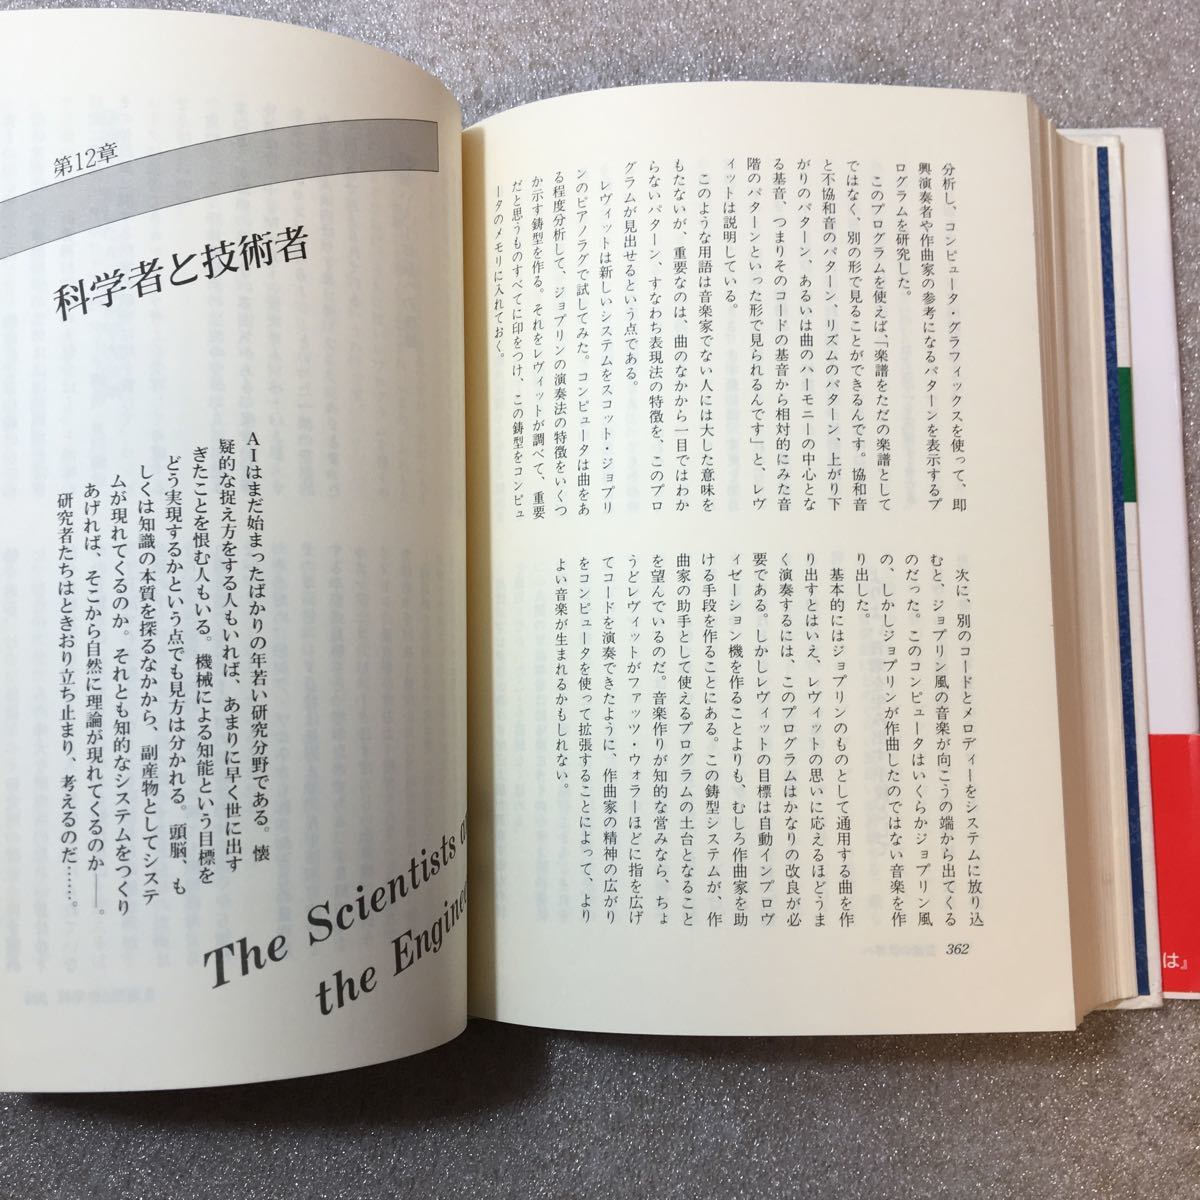 分析し、コンピュータ・グラフィックスを使って、即
興演奏者や作曲家の参考になるパターンを表示するプ
ログラムを研究した。
このプログラムを使えば、「楽譜をただの楽譜として
ではなく、別の形で見ることができるんです。協和音
と不協和音のパターン、リズムのパターン、上がり下
がりのパターン、あるいは曲のハーモニーの中心とな
る基音、つまりそのコードの基音から相対的にみた音
階のパターンといった形で見られるんです」と、レヴ
ィットは説明している。
このような用語は音楽家でない人には大した意味を
もたないが、重要なのは、曲のなかから一目ではわか
らないパターン、すなわち表現法の特徴を、このプロ
グラムが見出せるという点である。
レヴィットは新しいシステムをスコット・ジョプリ
ンのピアノラグで試してみた。コンピュータは曲をあ
る程度分析して、ジョプリンの演奏法の特徴をいくつ
か示す鋳型を作る。それをレヴィットが調べて、重要
だと思うものすべてに印をつけ、この鋳型をコンピュ
ータのメモリに入れておく。
次に、別のコードとメロディーをシステムに放り込
むと、ジョプリン風の音楽が向こうの端から出てくる
のだった。このコンピュータはいくらかジョプリン風
の、しかしジョプリンが作曲したのではない音楽を作
り出した。
基本的にはジョプリンのものとして通用する曲を作
り出すとはいえ、レヴィットの思いに応えるほどうま
く演奏するには、このプログラムはかなりの改良が必
要である。しかしレヴィットの目標は自動インプロヴ
ィゼーション機を作ることよりも、むしろ作曲家を助
ける手段を作ることにある。この鋳型システムが、作
曲家の助手として使えるプログラムの土台となること
を望んでいるのだ。音楽作りが知的な営みなら、ちょ
うどレヴィットがファッツ・ウォラーほどに指を広げ
てコードを演奏できたように、作曲家の精神の広がり
をコンピュータを使って拡張することによって、より
よい音楽が生まれるかもしれない。
362
第12章
科学者と技術者
AIはまだ始まったばかりの年若い研究分野である。懐
疑的な捉え方をする人もいれば、あまりに早く世に出す
ぎたことを恨む人もいる。機械による知能という目標を
どう実現するかという点でも見方は分かれる。頭脳、も
しくは知識の本質を探るなかから、副産物としてシステ
ムが現れてくるのか。それとも知的なシステムをつくり
あげれば、そこから自然に理論が現れてくるのか――。
研究者たちはときおり立ち止まり、考えるのだ……。
The Scientists a
the Engine
は』